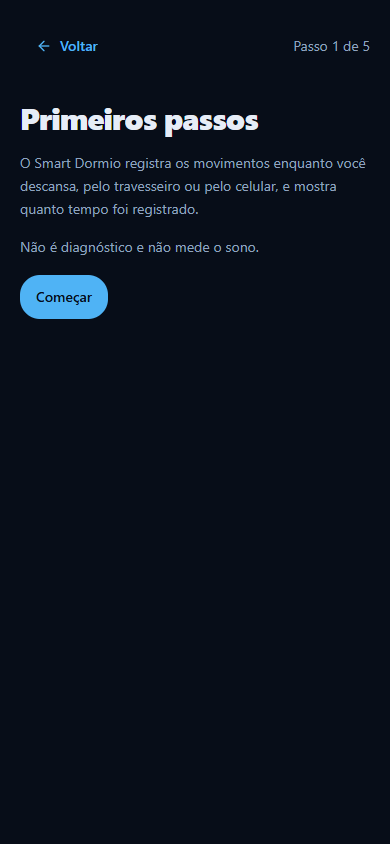 Voltar
Passo 1 de 5
Primeiros passos
O Smart Dormio registra os movimentos enquanto você
descansa, pelo travesseiro ou pelo celular, e mostra
quanto tempo foi registrado.
Não é diagnóstico e não mede o sono.
Começar